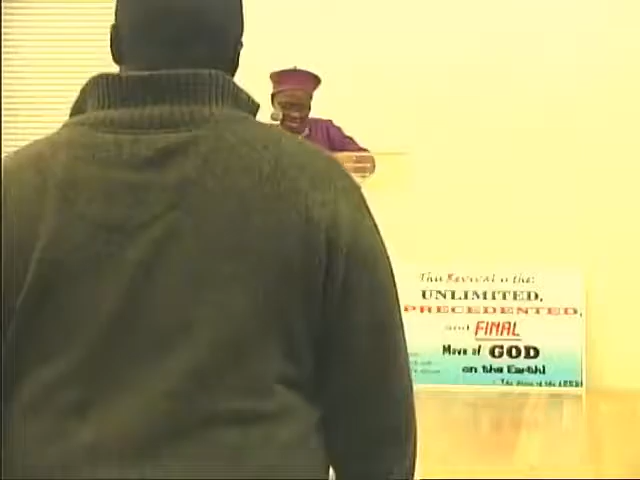 This Revival is the:
UNLIMITED,
PRECEDENTED,
and FINAL
Move of GOD
on the Earth!